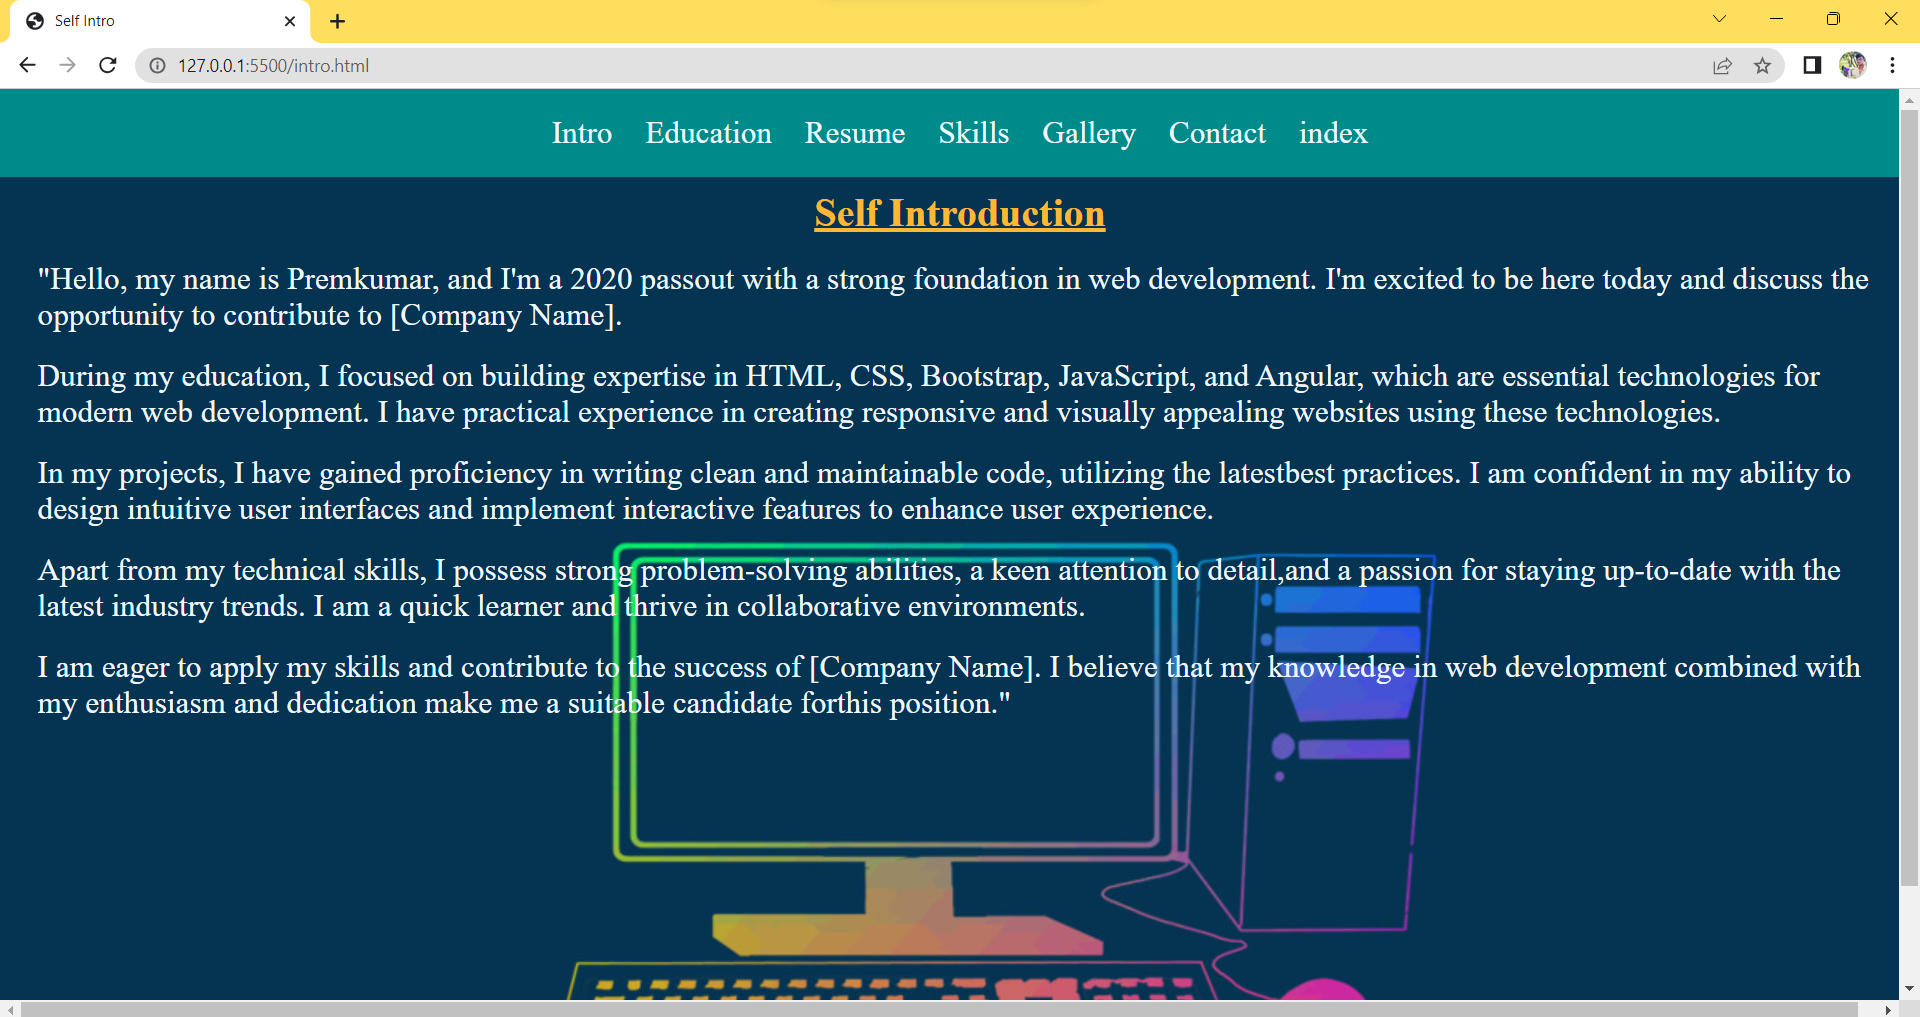 Self Intro
127.0.0.1:5500/intro.html
Intro Education Resume Skills Gallery Contact index
Self Introduction
"Hello, my name is Premkumar, and I'm a 2020 passout with a strong foundation in web development. I'm excited to be here today and discuss the
opportunity to contribute to [Company Name].
During my education, I focused on building expertise in HTML, CSS, Bootstrap, JavaScript, and Angular, which are essential technologies for
modern web development. I have practical experience in creating responsive and visually appealing websites using these technologies.
In my projects, I have gained proficiency in writing clean and maintainable code, utilizing the latestbest practices. I am confident in my ability to
design intuitive user interfaces and implement interactive features to enhance user experience.
Apart from my technical skills, I possess strong problem-solving abilities, a keen attention to detail,and a passion for staying up-to-date with the
latest industry trends. I am a quick learner and thrive in collaborative environments.
I am eager to apply my skills and contribute to the success of [Company Name]. I believe that my knowledge in web development combined with
my enthusiasm and dedication make me a suitable candidate forthis position."